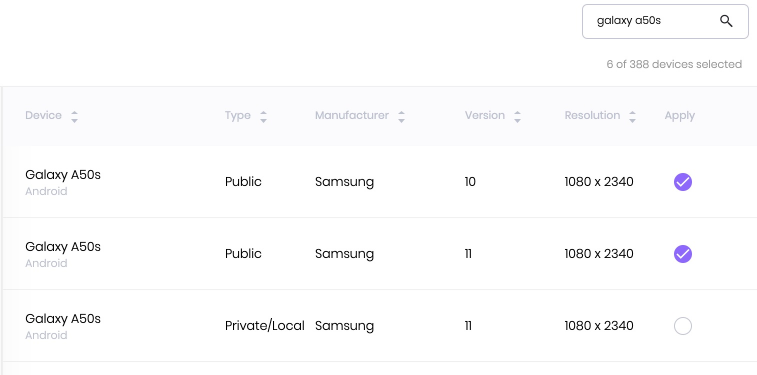 galaxy a50s
6 of 388 devices selected
Device Type Manufacturer Version Resolution Apply
Galaxy A50s
Android
Public Samsung 10 1080 x 2340
Galaxy A50s
Android
Public Samsung 11 1080 x 2340
Galaxy A50s
Android
Private/Local Samsung 11 1080 x 2340